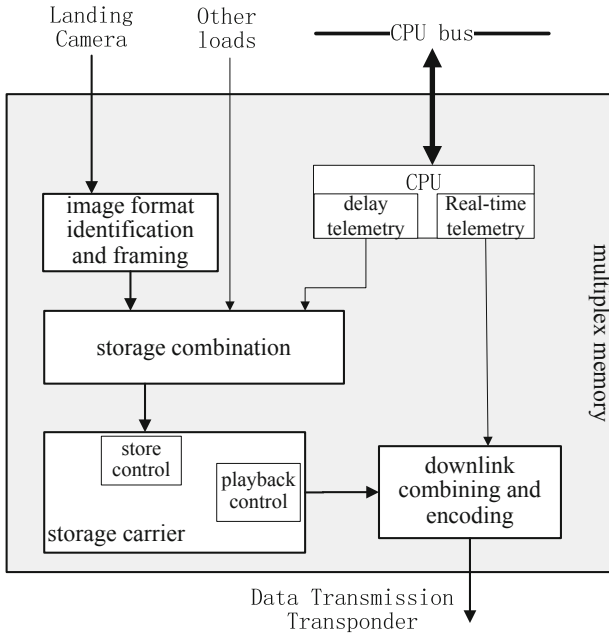 Landing
Camera
Other
loads
CPU bus
CPU
delay
telemetry
Real-time
telemetry
image format
identification
and framing
multiplex memory
storage combination
store
control
playback
control
storage carrier
downlink
combining and
encoding
Data Transmission
Transponder